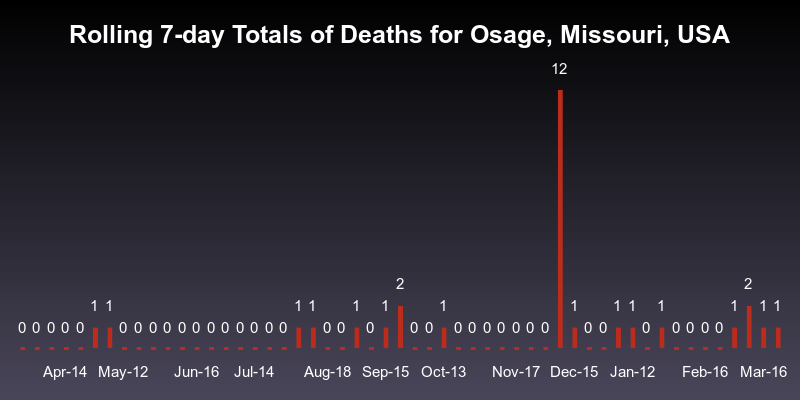 Rolling 7-day Totals of Deaths for Osage, Missouri, USA
12
2 2
1 1 1 1 1 1 1 1 1 1 1 1 1 1
0 0 0 0 0 0 0 0 0 0 0 0 0 0 0 0 0 0 0 0 0 0 0 0 0 0 0 0 0 0 0 0 0 0 0 0
Apr-14 May-12 Jun-16 Jul-14 Aug-18 Sep-15 Oct-13 Nov-17 Dec-15 Jan-12 Feb-16 Mar-16